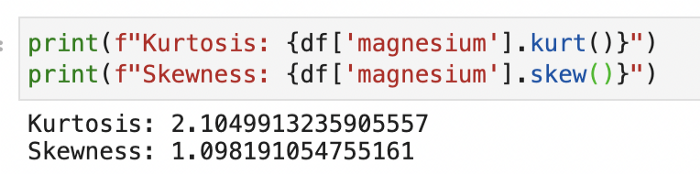 print(f"Kurtosis: {df['magnesium'].kurt()}")
print(f"Skewness: {df['magnesium'].skew()}")
Kurtosis: 2.1049913235905557
Skewness: 1.098191054755161